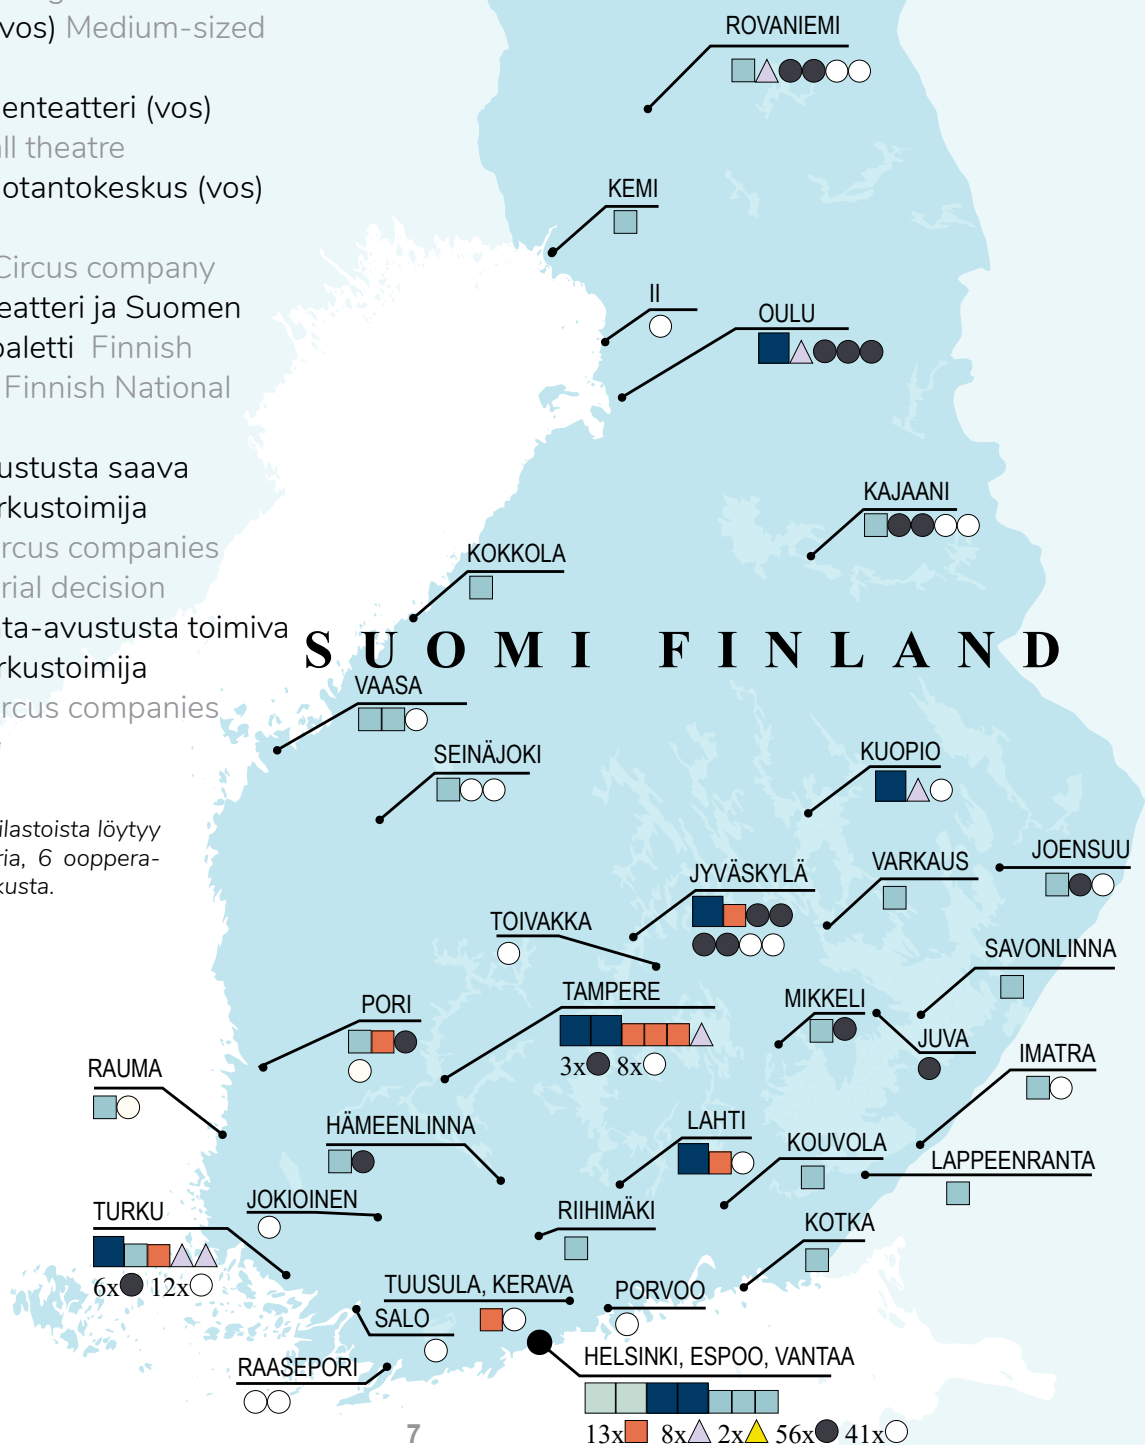 vos) Medium-sized
enteatteri (vos)
ll theatre
otantokeskus (vos)
Circus company
eatteri ja Suomen
paletti Finnish
Finnish National
ustusta saava
rkustoimija
rcus companies
rial decision
ta-avustusta toimiva
rkustoimija
rcus companies
ilastoista löytyy
ria, 6 ooppera-
kusta.
ROVANIEMI
KEMI
II
OULU
KAJAANI
KOKKOLA
SUOMI FINLAND
VAASA
SEINÄJOKI
KUOPIO
JOENSUU
VARKAUS
JYVÄSKYLÄ
TOIVAKKA
SAVONLINNA
TAMPERE
3x 8x
MIKKELI
PORI
JUVA
IMATRA
RAUMA
HÄMEENLINNA
LAHTI
KOUVOLA
LAPPEENRANTA
JOKIOINEN
TURKU
6x 12x
RIIHIMÄKI
KOTKA
TUUSULA, KERAVA
PORVOO
SALO
RAASEPORI
HELSINKI, ESPOO, VANTAA
13x 8x 2x 56x 41x
7